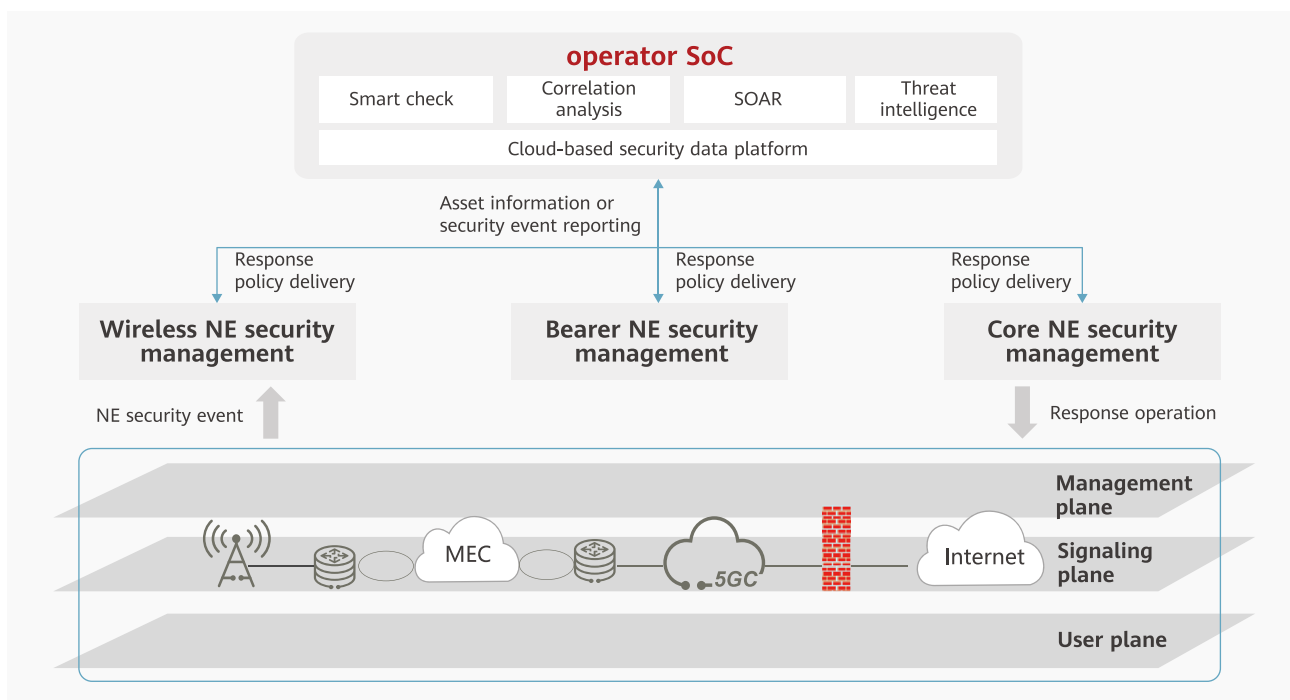 operator SoC
Smart check
Correlation
analysis
SOAR
Threat
intelligence
Cloud-based security data platform
Asset information or
security event reporting
Response
policy delivery
Response
policy delivery
Response
policy delivery
Wireless NE security
management
Bearer NE security
management
Core NE security
management
NE security event
Response operation
Management
plane
MEC
5GC
Internet
Signaling
plane
User plane